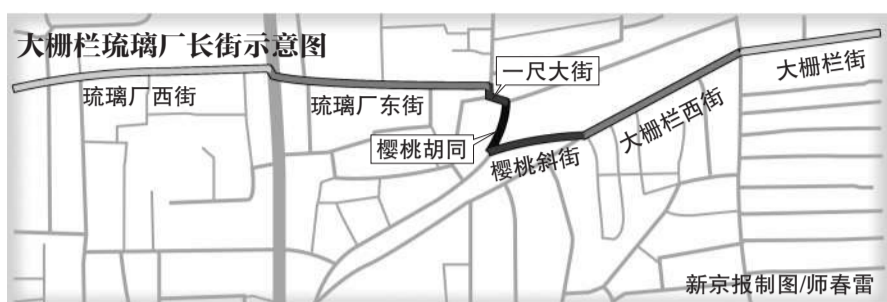 大栅栏琉璃厂长街示意图
一尺大街
大栅栏街
琉璃厂西街
琉璃厂东街
大栅栏西街
樱桃胡同
樱桃斜街
新京报制图/师春雷